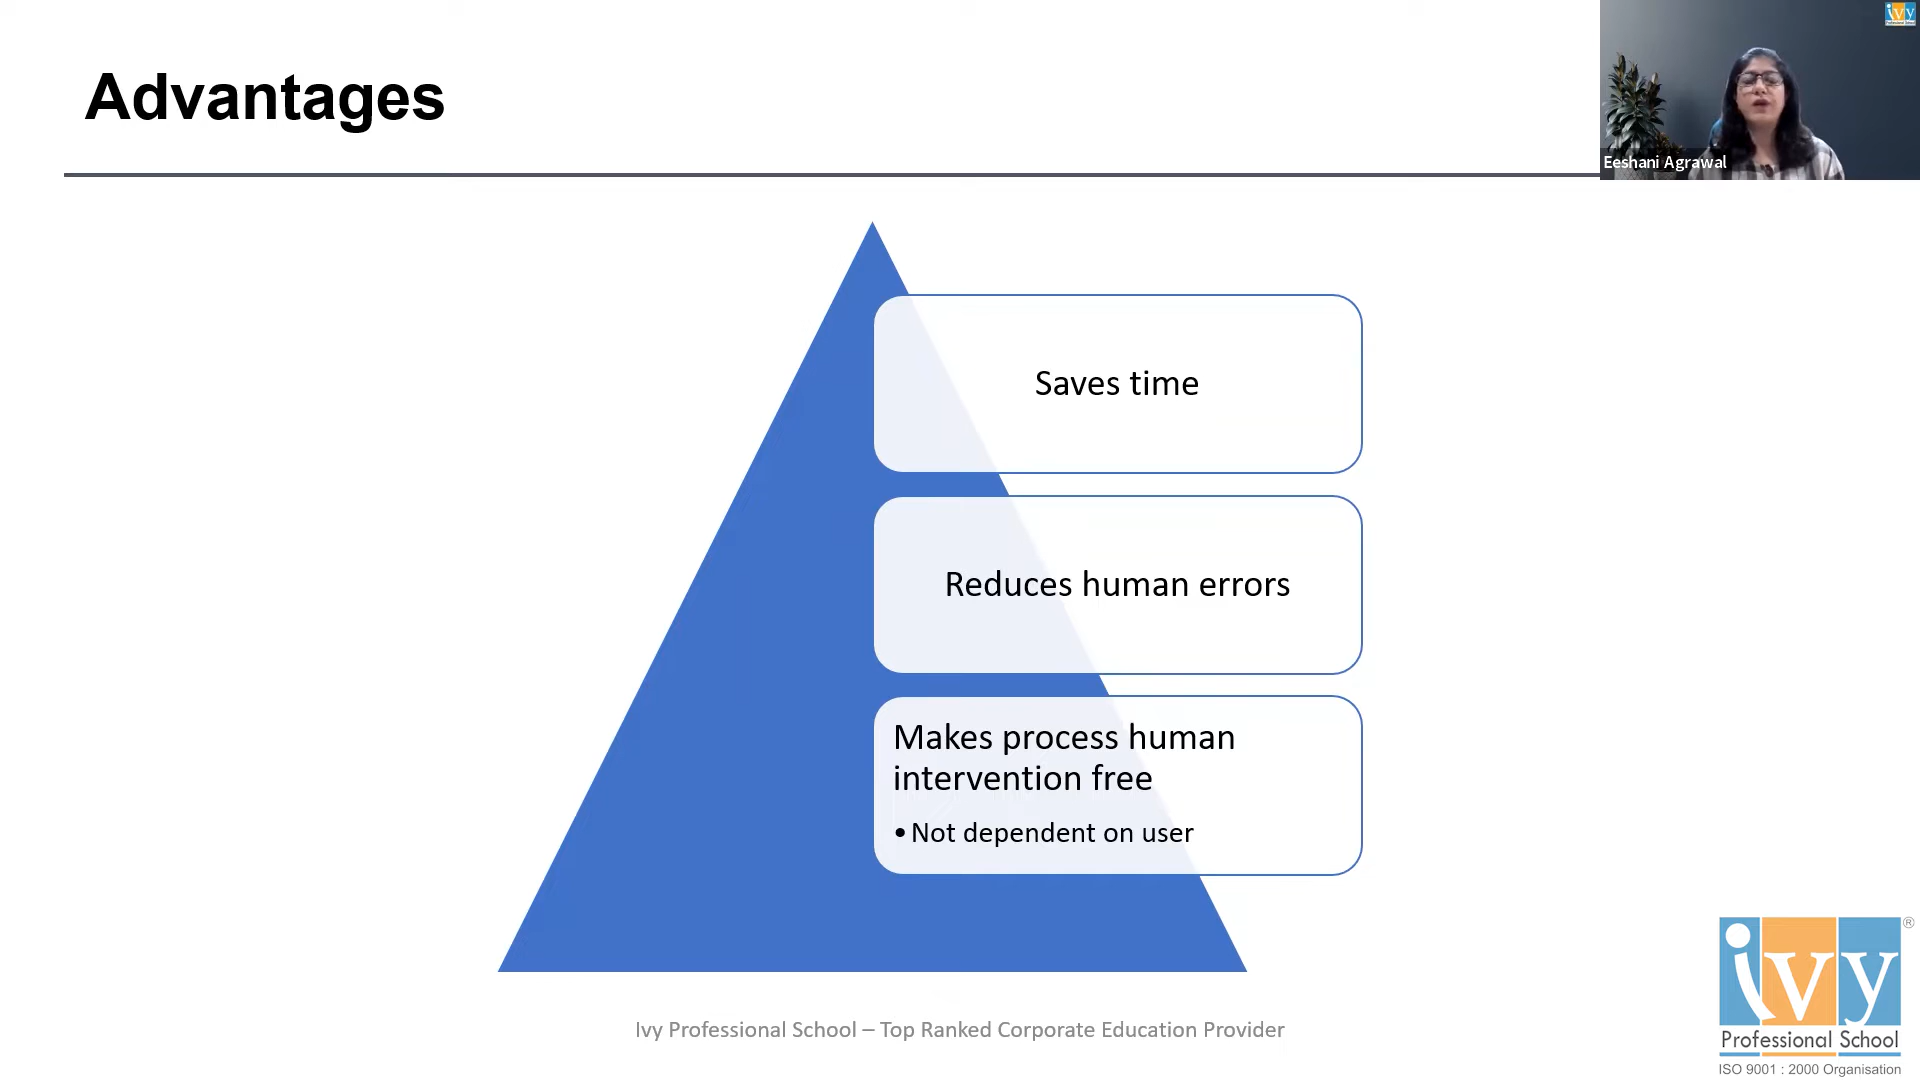 Advantages
ivy
Eeshani Agrawal
Saves time
Reduces human errors
Makes process human
intervention free
• Not dependent on user
Ivy Professional School – Top Ranked Corporate Education Provider
ivy ®
Professional School
ISO 9001 : 2000 Organisation